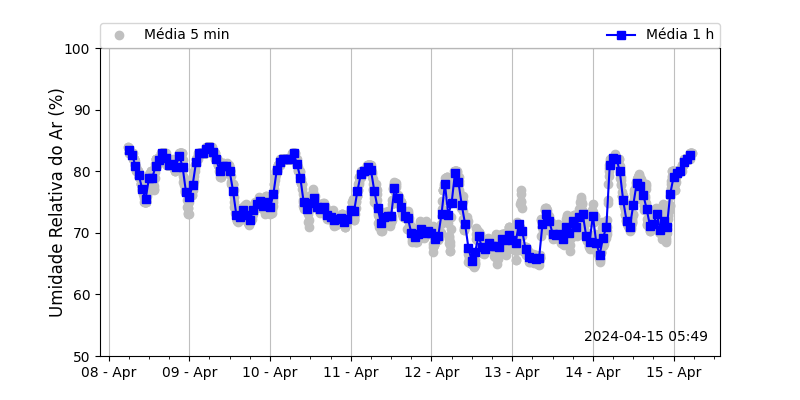 Média 5 min Média 1 h
Umidade Relativa do Ar (%)
100
90
80
70
60
50
2024-04-15 05:49
08 - Apr 09 - Apr 10 - Apr 11 - Apr 12 - Apr 13 - Apr 14 - Apr 15 - Apr